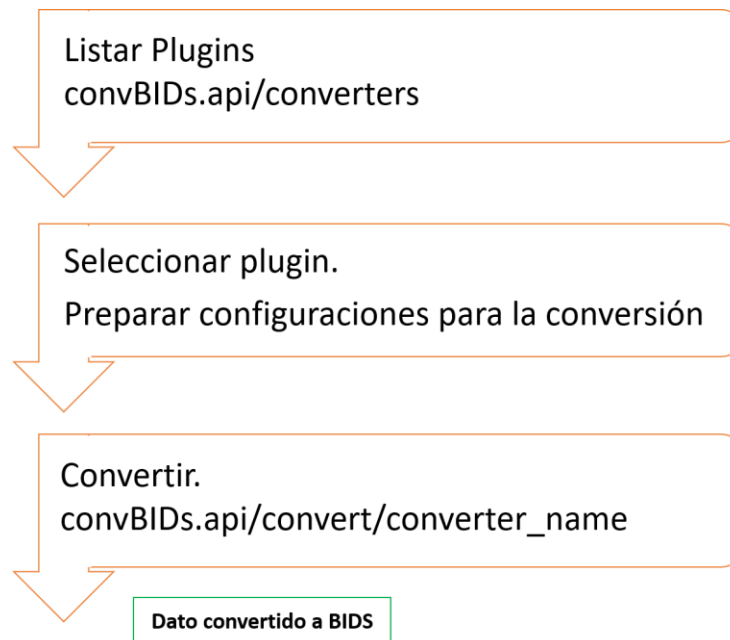 Listar Plugins
convBIDs.api/converters
Seleccionar plugin.
Preparar configuraciones para la conversión
Convertir.
convBIDs.api/convert/converter_name
Dato convertido a BIDS